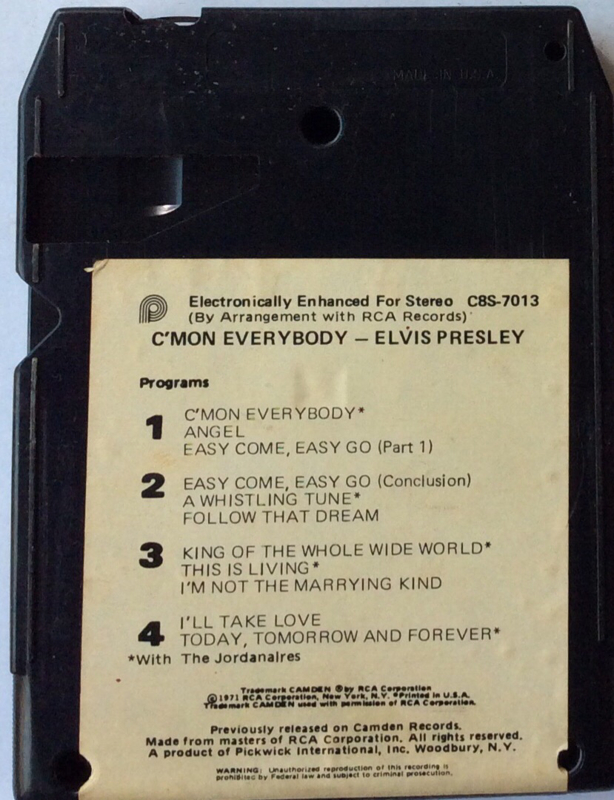 MADE IN U.S.A
Electronically Enhanced For Stereo C8S-7013
(By Arrangement with RCA Records)
C'MON EVERYBODY — ELVIS PRESLEY
Programs
1 C'MON EVERYBODY*
ANGEL
EASY COME, EASY GO (Part 1)
2 EASY COME, EASY GO (Conclusion)
A WHISTLING TUNE*
FOLLOW THAT DREAM
3 KING OF THE WHOLE WIDE WORLD*
THIS IS LIVING*
I'M NOT THE MARRYING KIND
4 I'LL TAKE LOVE
TODAY, TOMORROW AND FOREVER*
*With The Jordanaires
Trademark CAMDEN ® by RCA Corporation
©1971 RCA Corporation, New York, N.Y. *Printed in U.S.A.
Trademark CAMDEN used with permission of RCA Corporation.
Previously released on Camden Records.
Made from masters of RCA Corporation. All rights reserved.
A product of Pickwick International, Inc. Woodbury, N.Y.
WARNING: Unauthorized reproduction of this recording is
prohibited by Federal law and subject to criminal prosecution.